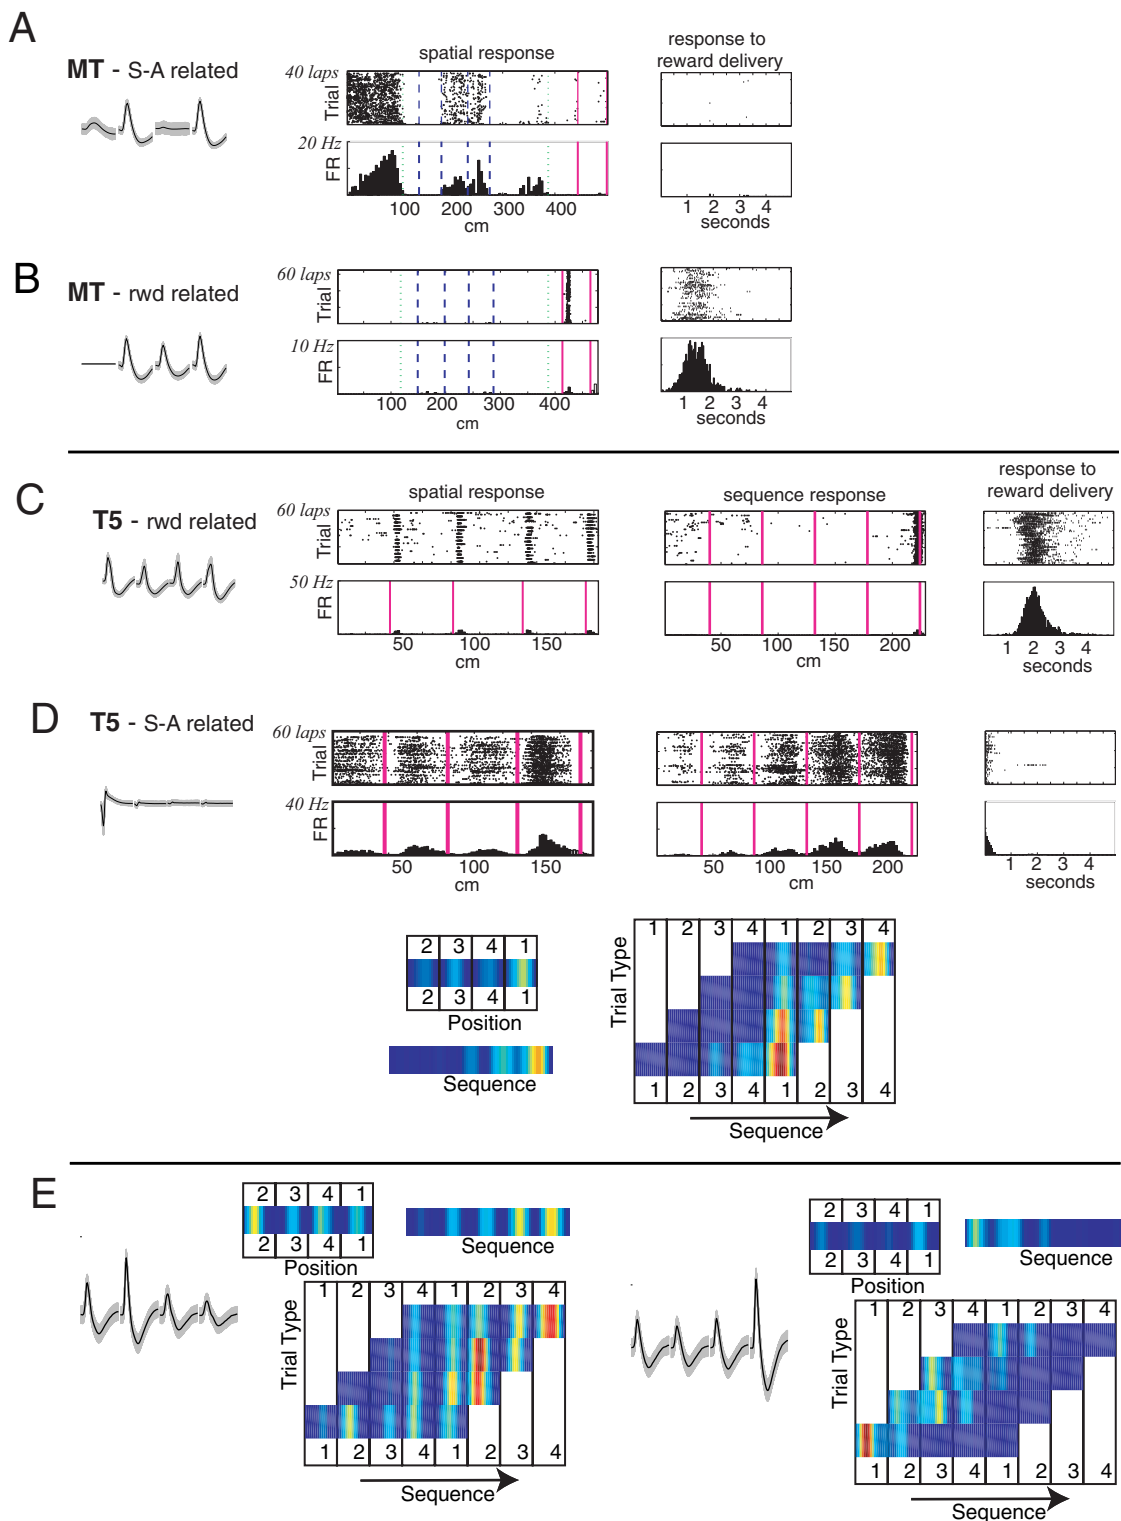 A
MT - S-A related
spatial response
response to
reward delivery
40 laps
Trial
20 Hz
FR
100 200 300 400
cm
1 2 3 4
seconds
B
MT - rwd related
60 laps
Trial
10 Hz
FR
100 200 300 400
cm
1 2 3 4
seconds
C
T5 - rwd related
spatial response
sequence response
response to
reward delivery
60 laps
Trial
50 Hz
FR
50 100 150
cm
50 100 150 200
cm
1 2 3 4
seconds
D
T5 - S-A related
60 laps
Trial
40 Hz
FR
50 100 150
cm
50 100 150 200
cm
1 2 3 4
seconds
2 3 4 1
2 3 4 1
Position
Sequence
1 2 3 4 1 2 3 4
Trial Type
1 2 3 4 1 2 3 4
Sequence
E
2 3 4 1
2 3 4 1
Position
Sequence
1 2 3 4 1 2 3 4
Trial Type
1 2 3 4 1 2 3 4
Sequence
2 3 4 1
2 3 4 1
Position
Sequence
1 2 3 4 1 2 3 4
Trial Type
1 2 3 4 1 2 3 4
Sequence